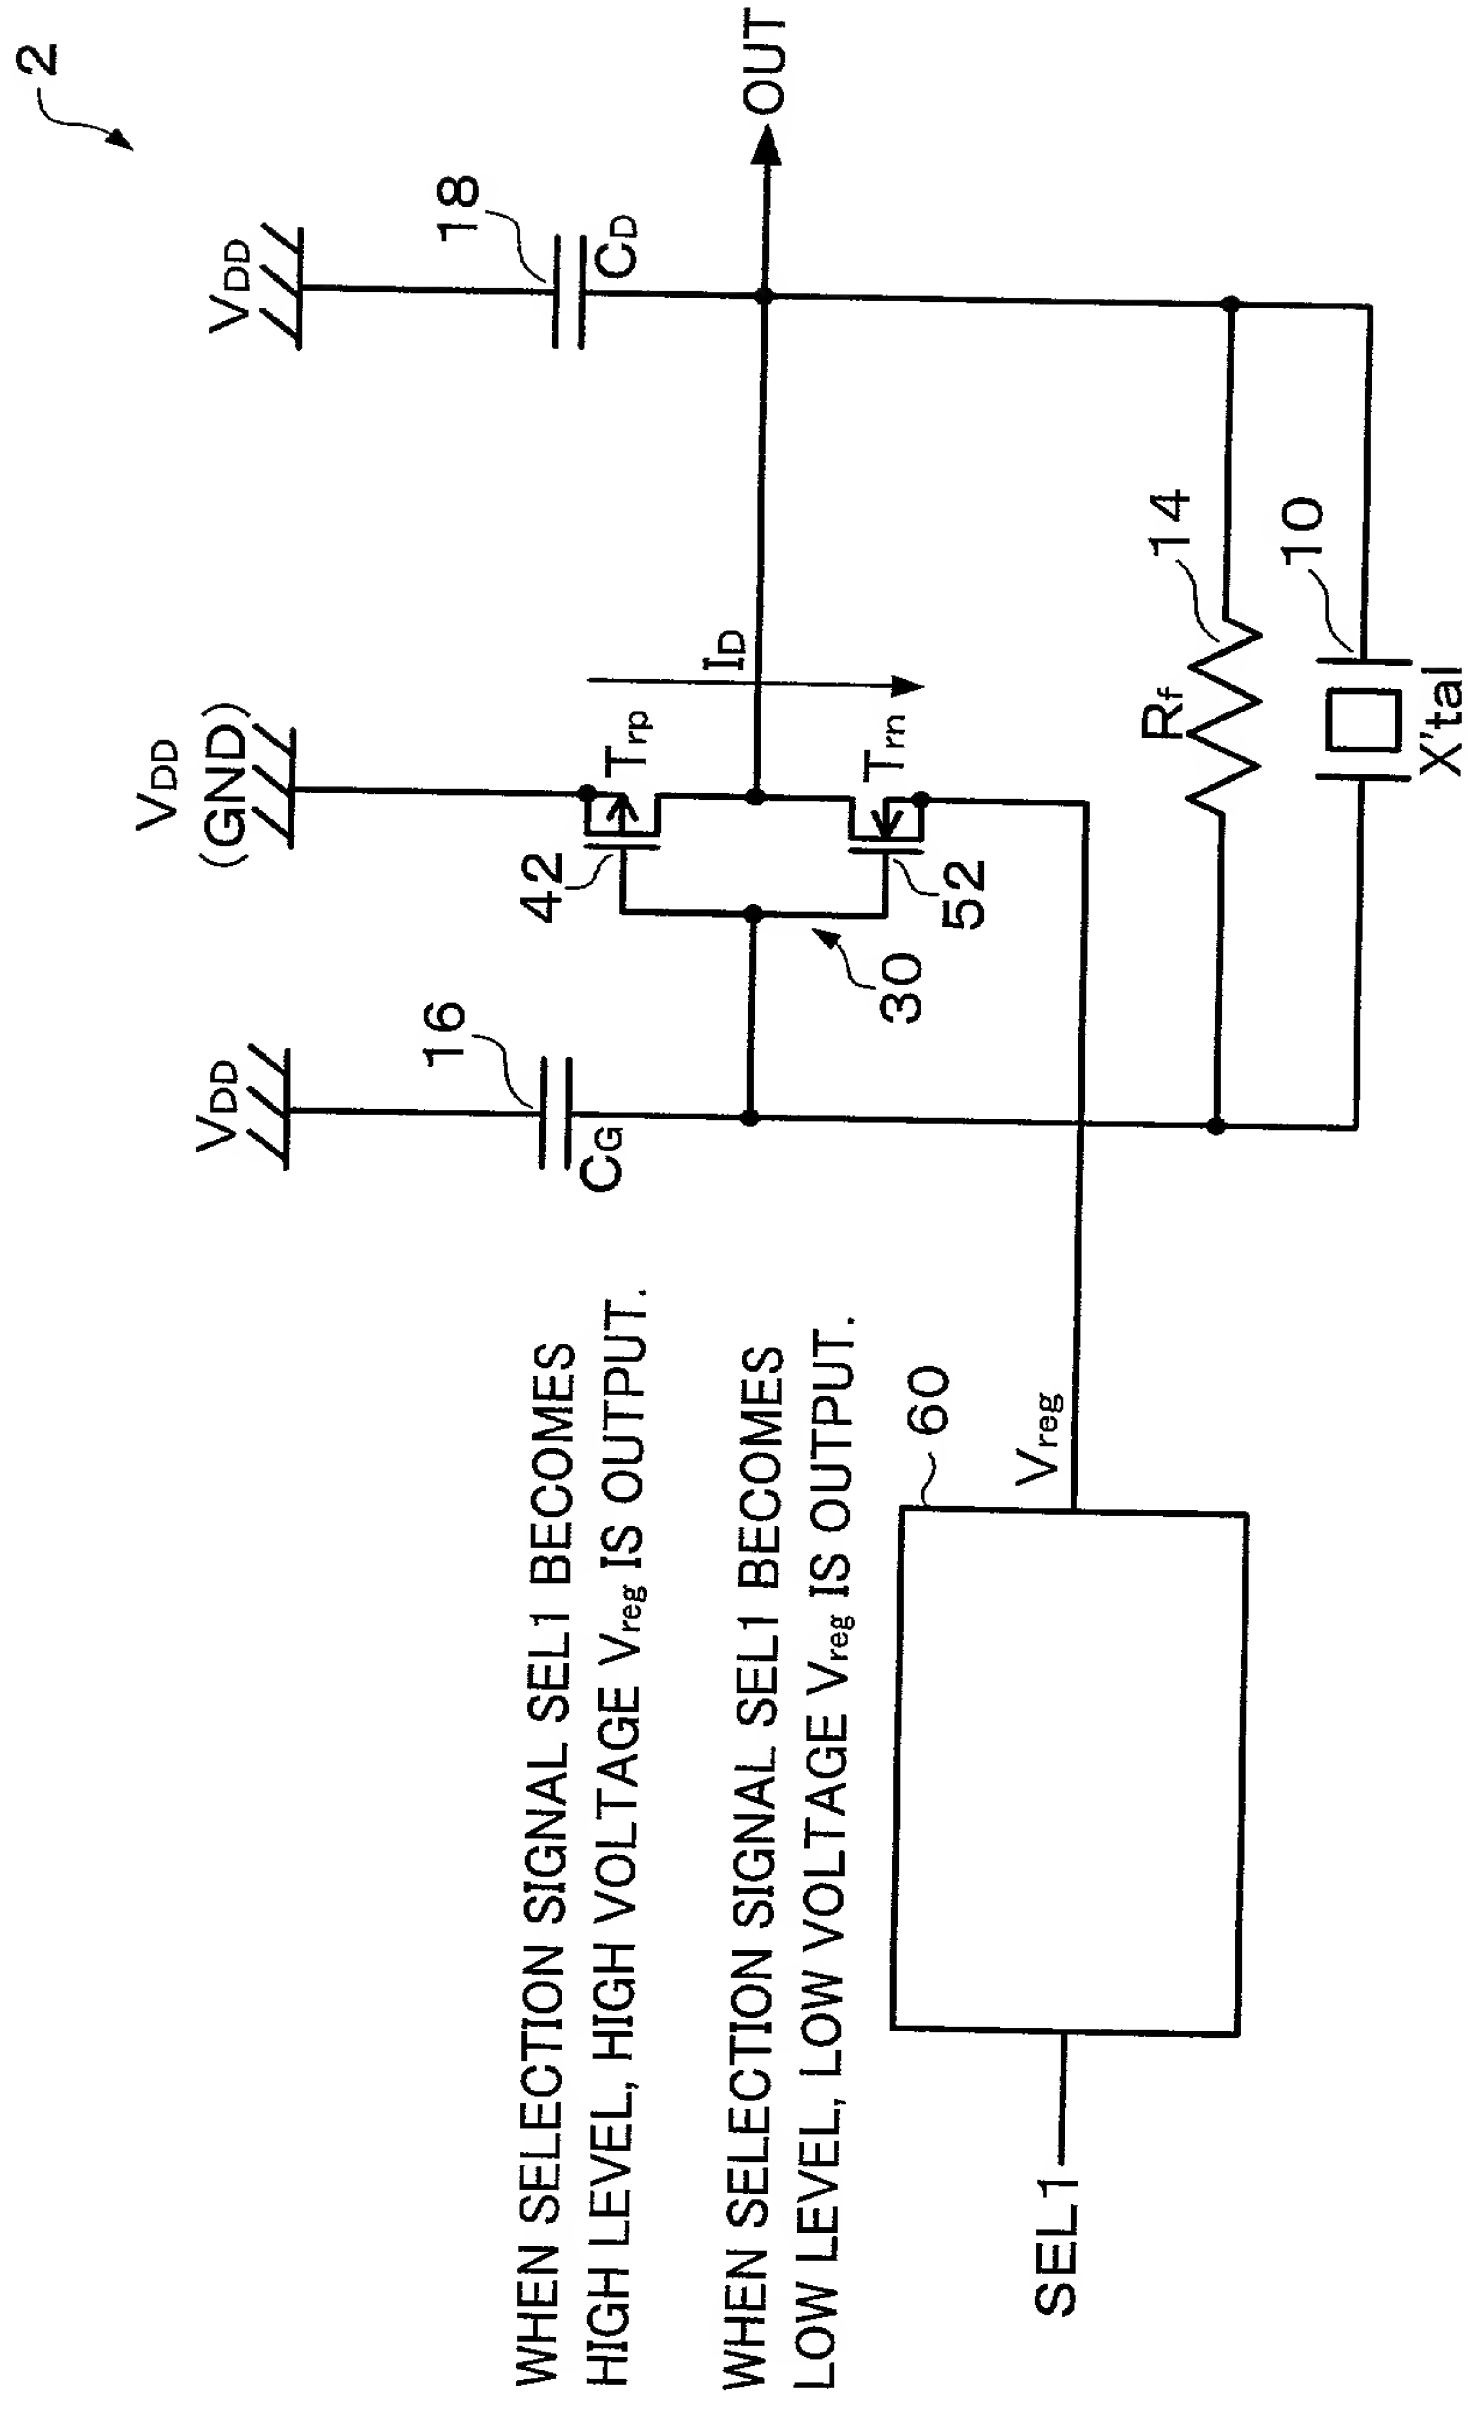 2
VDD
18
CD
OUT
VDD
(GND)
42
Trp
ID
30
52
Trn
VDD
16
CG
14
Rf
10
X'tal
WHEN SELECTION SIGNAL SEL1 BECOMES
HIGH LEVEL, HIGH VOLTAGE Vreg IS OUTPUT.
WHEN SELECTION SIGNAL SEL1 BECOMES
LOW LEVEL, LOW VOLTAGE Vreg IS OUTPUT.
60
Vreg
SEL1